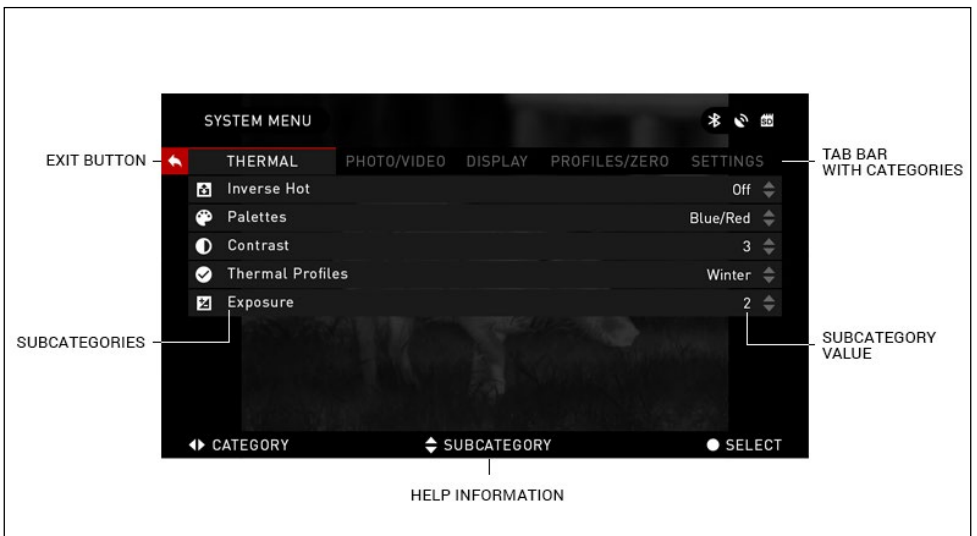 SYSTEM MENU
SD
EXIT BUTTON
THERMAL PHOTO/VIDEO DISPLAY PROFILES/ZERO SETTINGS
TAB BAR
WITH CATEGORIES
Inverse Hot Off
Palettes Blue/Red
Contrast 3
Thermal Profiles Winter
Exposure 2
SUBCATEGORIES
SUBCATEGORY
VALUE
CATEGORY SUBCATEGORY SELECT
HELP INFORMATION